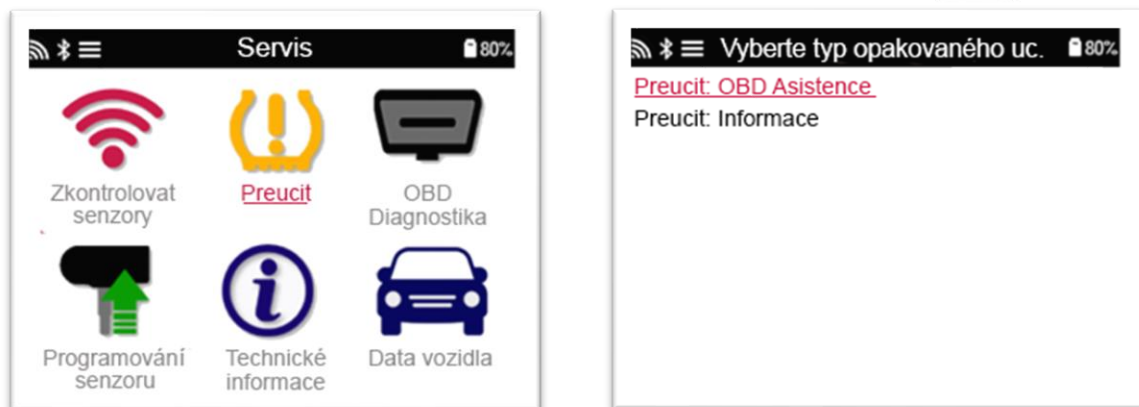 Servis
80%
Zkontrolovat
senzory
Preucit
OBD
Diagnostika
Programování
senzoru
Technické
informace
Data vozidla
Vyberte typ opakovaného uc.
80%
Preucit: OBD Asistence
Preucit: Informace